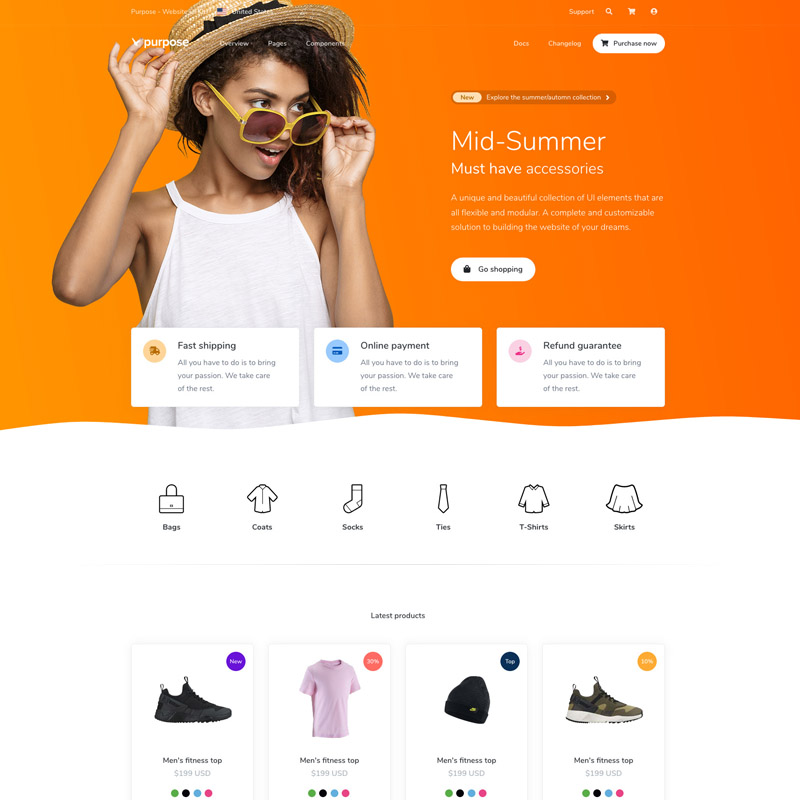 Purpose - Website UI Kit
United States
Support
purpose
Overview
Pages
Components
Docs
Changelog
Purchase now
New
Explore the summer/automn collection
Mid-Summer
Must have accessories
A unique and beautiful collection of UI elements that are
all flexible and modular. A complete and customizable
solution to building the website of your dreams.
Go shopping
Fast shipping
All you have to do is to bring
your passion. We take care
of the rest.
Online payment
All you have to do is to bring
your passion. We take care
of the rest.
Refund guarantee
All you have to do is to bring
your passion. We take care
of the rest.
Bags
Coats
Socks
Ties
T-Shirts
Skirts
Latest products
New
Men's fitness top
$199 USD
30%
Men's fitness top
$199 USD
Top
Men's fitness top
$199 USD
10%
Men's fitness top
$199 USD